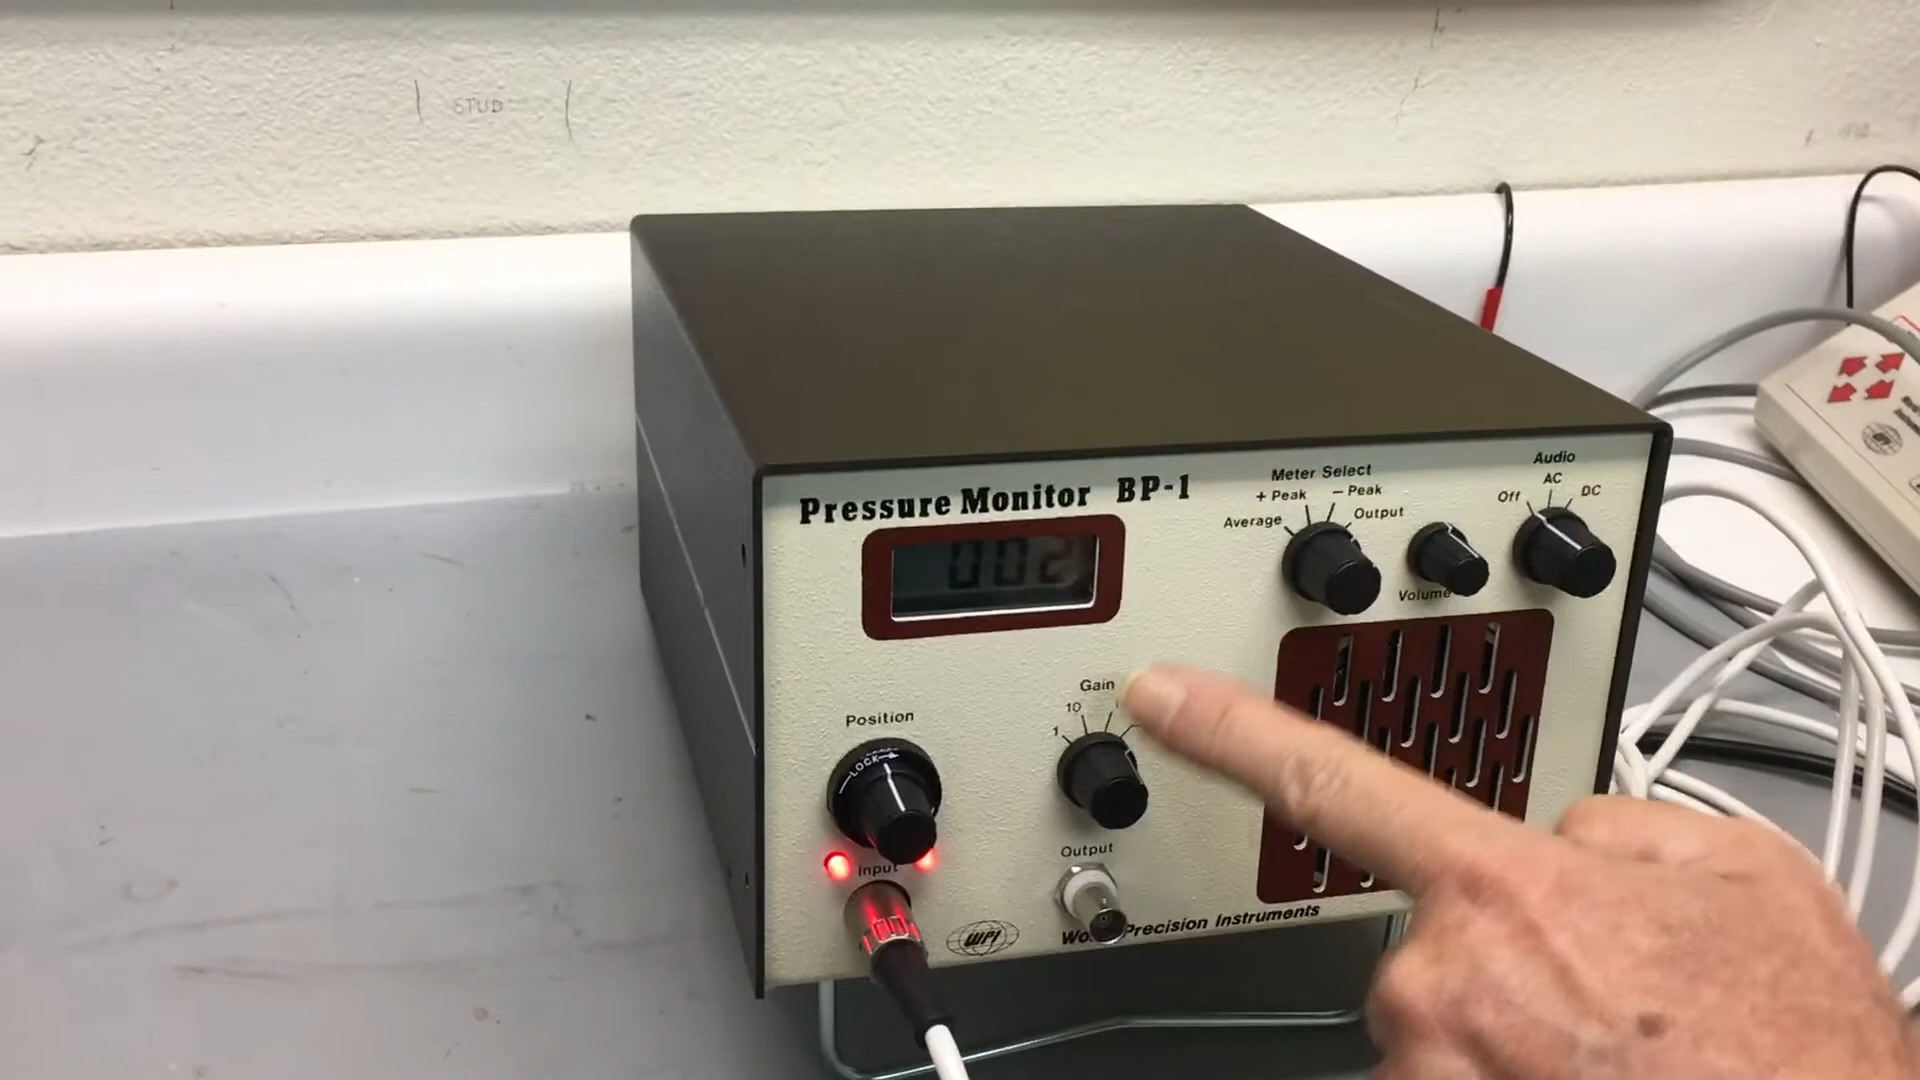 STUD
Pressure Monitor BP-1
002
Meter Select
+ Peak
− Peak
Average
Output
Volume
Audio
Off
AC
DC
Gain
1
10
Position
LOCK
Input
Output
WPI
Precision Instruments